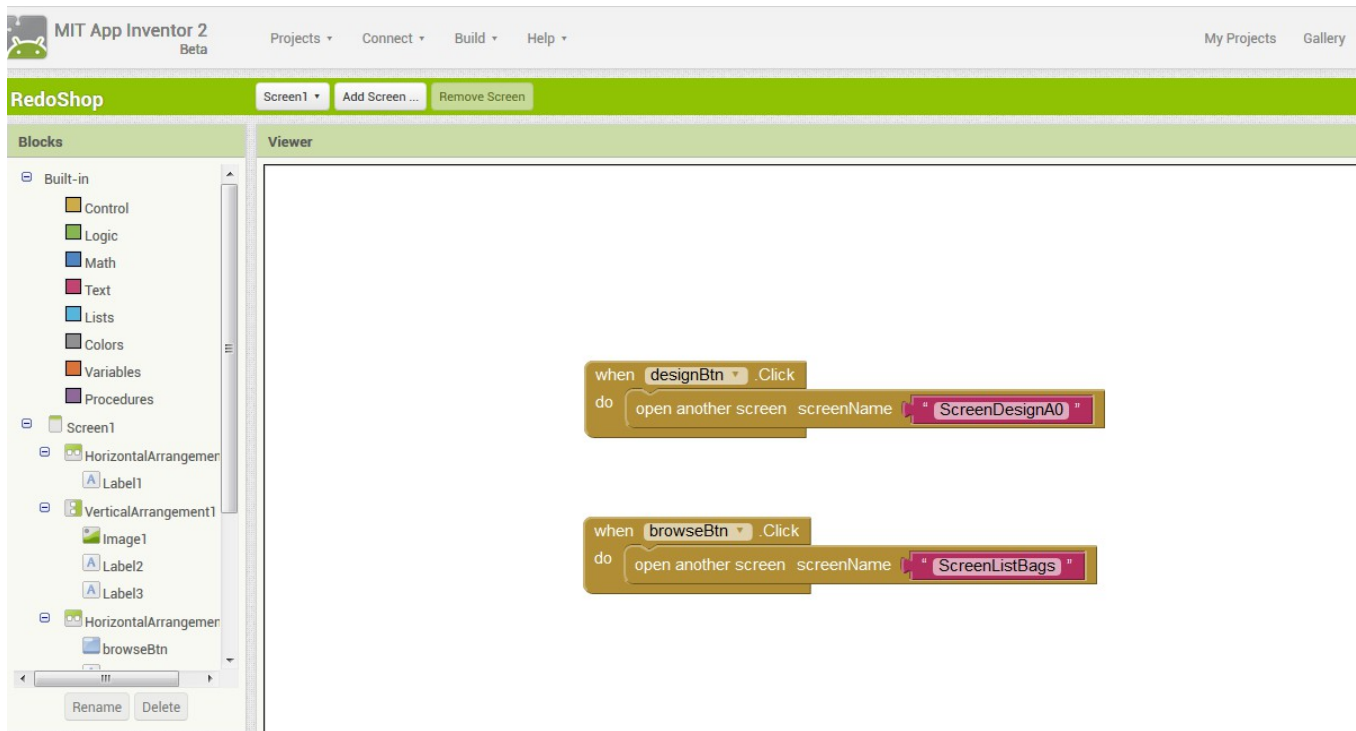 MIT App Inventor 2
Beta
Projects Connect Build Help My Projects Gallery
RedoShop Screen1 Add Screen ... Remove Screen
Blocks
Viewer
Built-in
Control
Logic
Math
Text
Lists
Colors
Variables
Procedures
Screen1
HorizontalArrangemen
A Label1
VerticalArrangement1
Image1
A Label2
A Label3
HorizontalArrangemen
browseBtn
Rename Delete
when designBtn .Click
do open another screen screenName " ScreenDesignA0 "
when browseBtn .Click
do open another screen screenName " ScreenListBags "